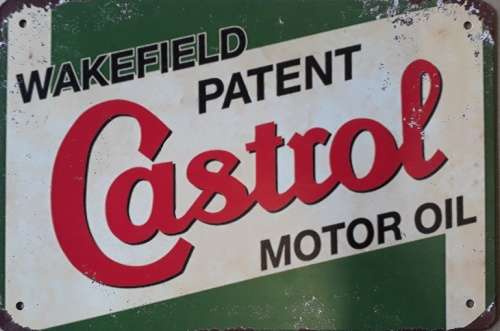 WAKEFIELD
PATENT
Castrol
MOTOR OIL